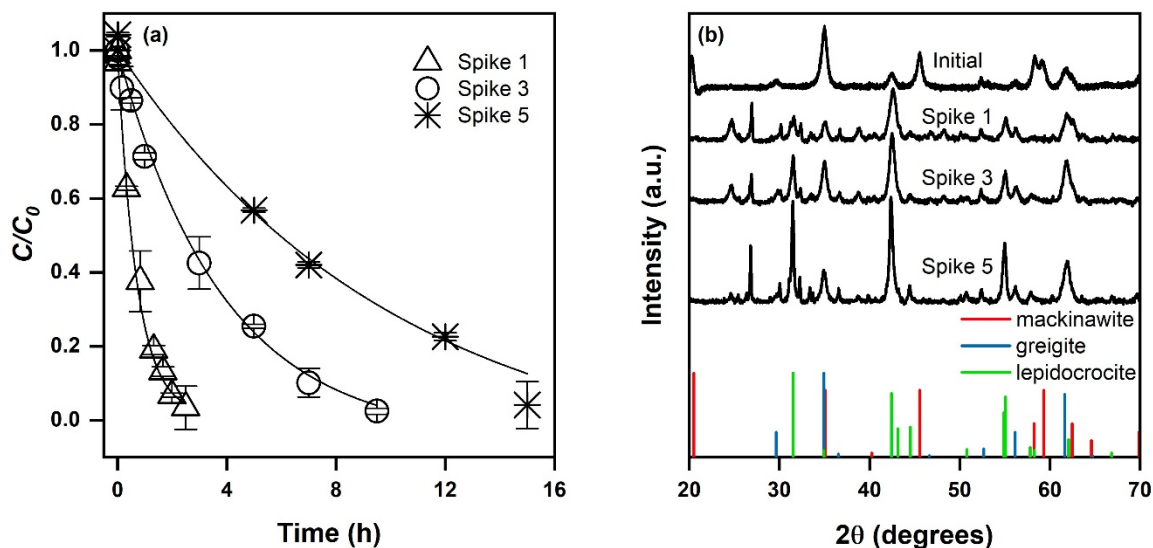 (a)
Spike 1
Spike 3
Spike 5
1.0
0.8
0.6
0.4
0.2
0.0
C/C0
0 4 8 12 16
Time (h)
(b)
Initial
Spike 1
Spike 3
Spike 5
mackinawite
greigite
lepidocrocite
Intensity (a.u.)
20 30 40 50 60 70
2θ (degrees)